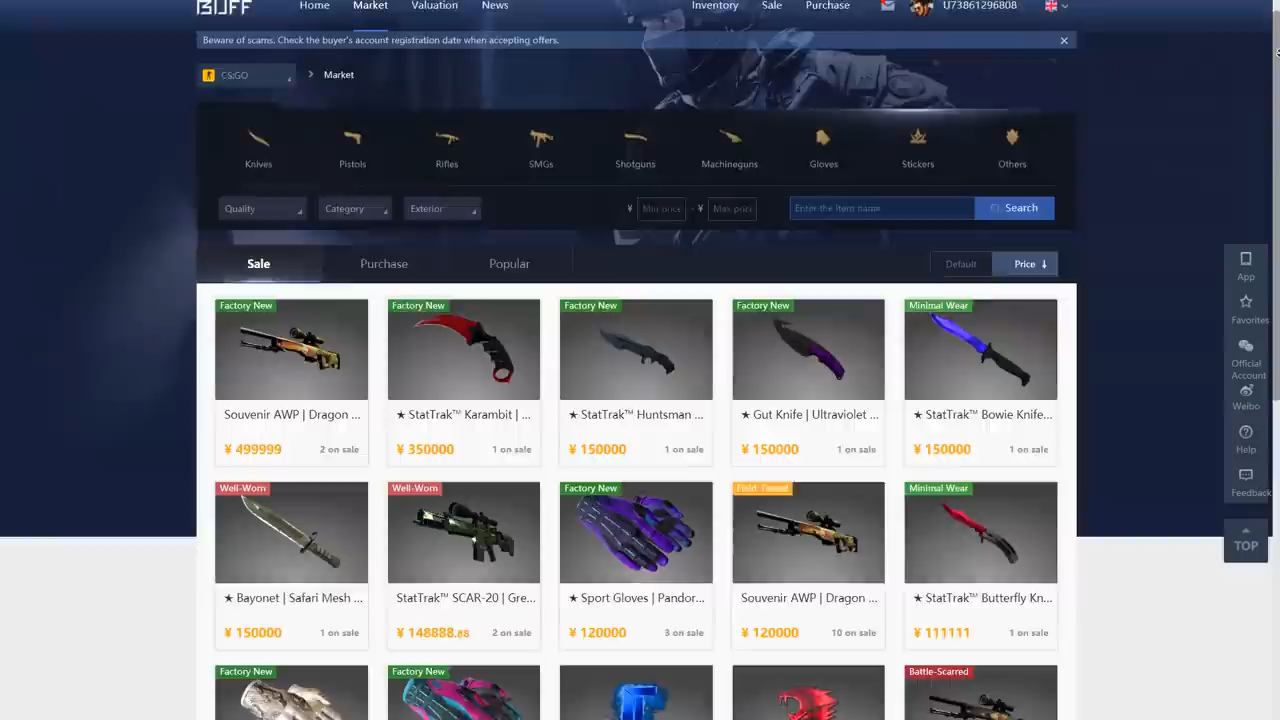 BUFF
Home Market Valuation News Inventory Sale Purchase U73861296808
Beware of scams. Check the buyer's account registration date when accepting offers.
CS:GO Market
Knives Pistols Rifles SMGs Shotguns Machineguns Gloves Stickers Others
Quality Category Exterior ¥ Min price - ¥ Max pric Enter the item name Search
Sale Purchase Popular Default Price ↓
Factory New Factory New Factory New Factory New Minimal Wear
Souvenir AWP | Dragon ... ★ StatTrak™ Karambit | ... ★ StatTrak™ Huntsman ... ★ Gut Knife | Ultraviolet ... ★ StatTrak™ Bowie Knife...
¥ 499999 2 on sale ¥ 350000 1 on sale ¥ 150000 1 on sale ¥ 150000 1 on sale ¥ 150000 1 on sale
Well-Worn Well-Worn Factory New Field-Tested Minimal Wear
★ Bayonet | Safari Mesh ... StatTrak™ SCAR-20 | Gre... ★ Sport Gloves | Pandor... Souvenir AWP | Dragon ... ★ StatTrak™ Butterfly Kn...
¥ 150000 1 on sale ¥ 148888.88 2 on sale ¥ 120000 3 on sale ¥ 120000 10 on sale ¥ 111111 1 on sale
Factory New Factory New Battle-Scarred
App
Favorites
Official
Account
Weibo
Help
Feedback
TOP